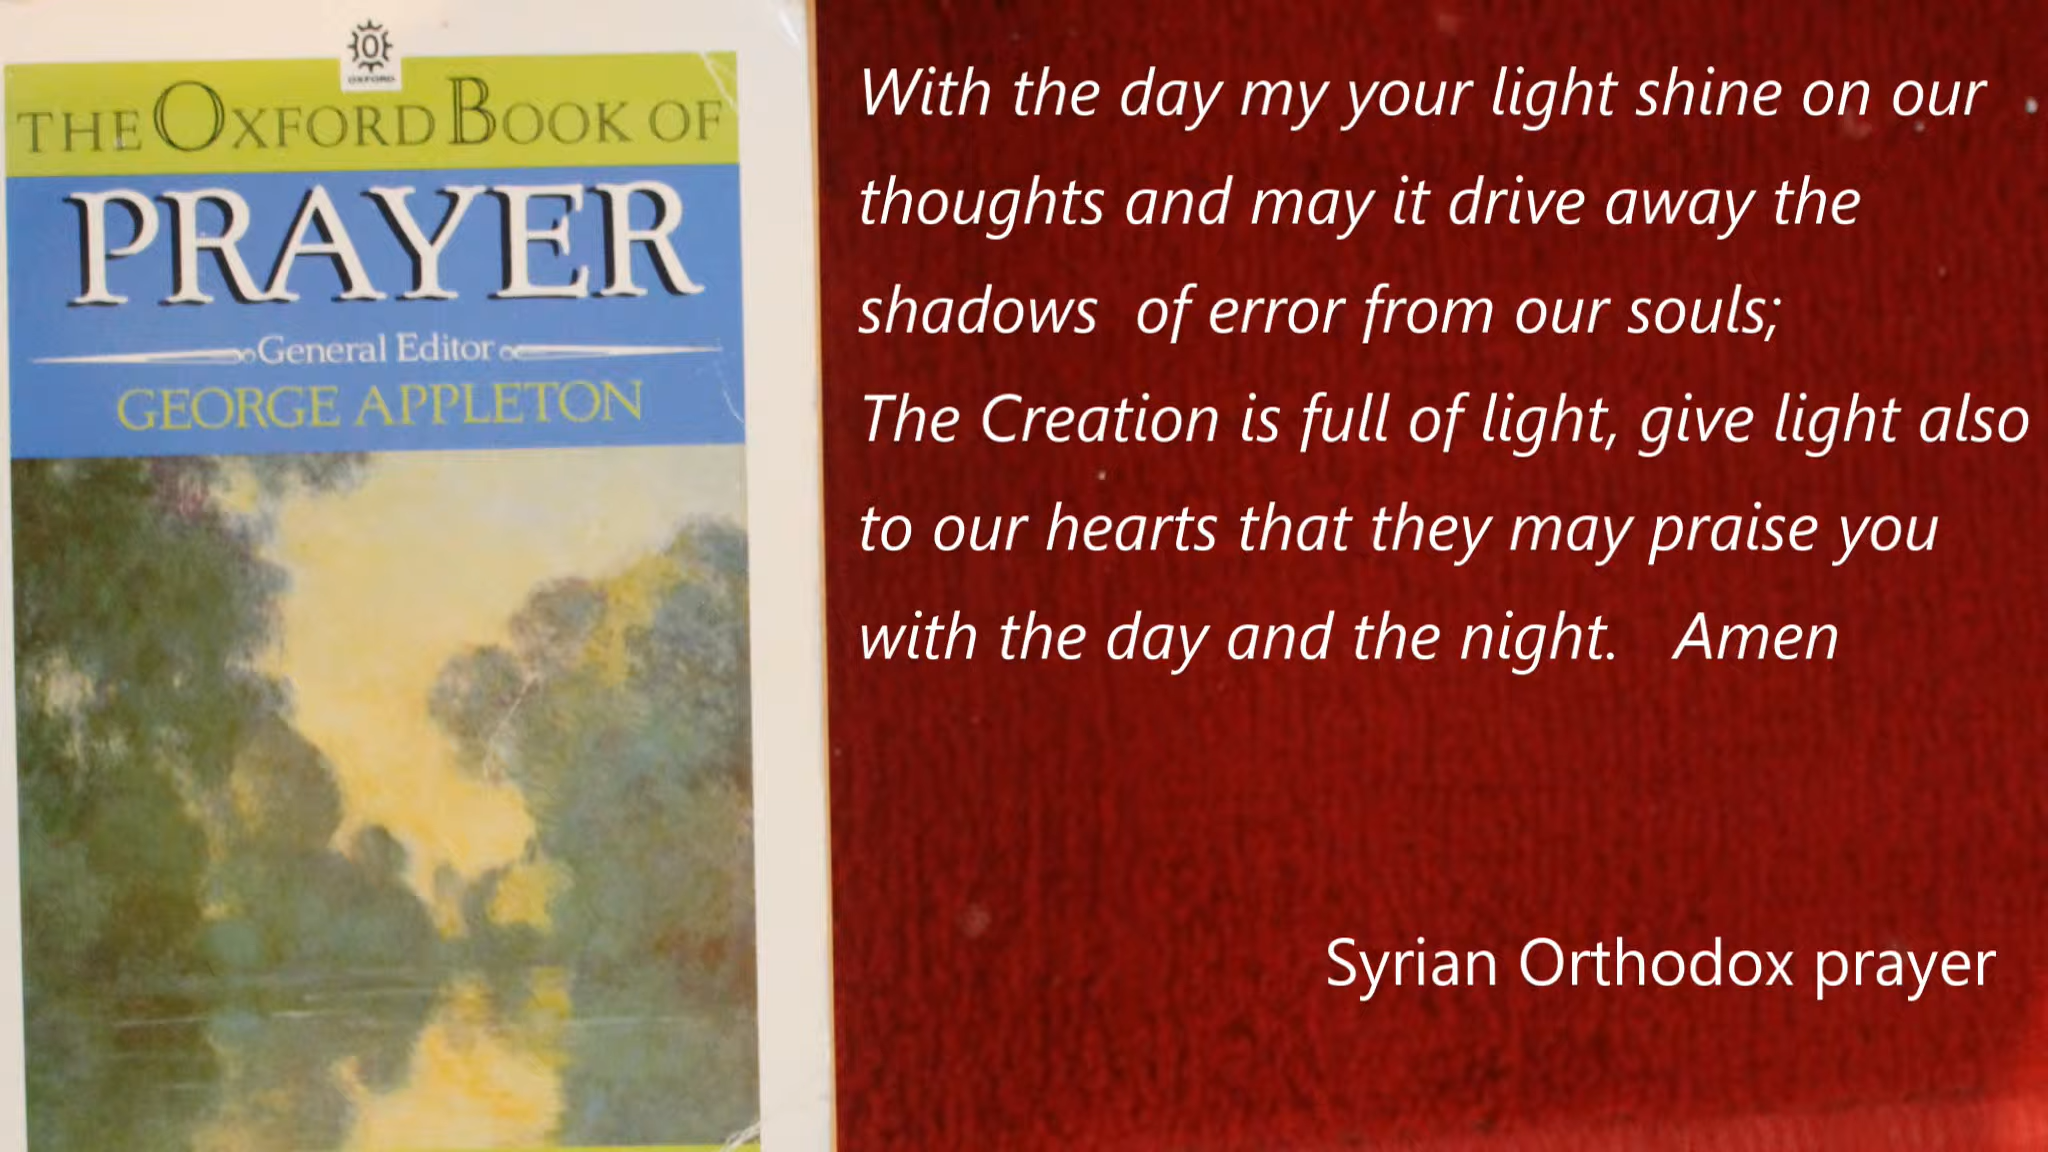 OXFORD
THE OXFORD BOOK OF
PRAYER
General Editor
GEORGE APPLETON
With the day my your light shine on our
thoughts and may it drive away the
shadows of error from our souls;
The Creation is full of light, give light also
to our hearts that they may praise you
with the day and the night. Amen
Syrian Orthodox prayer